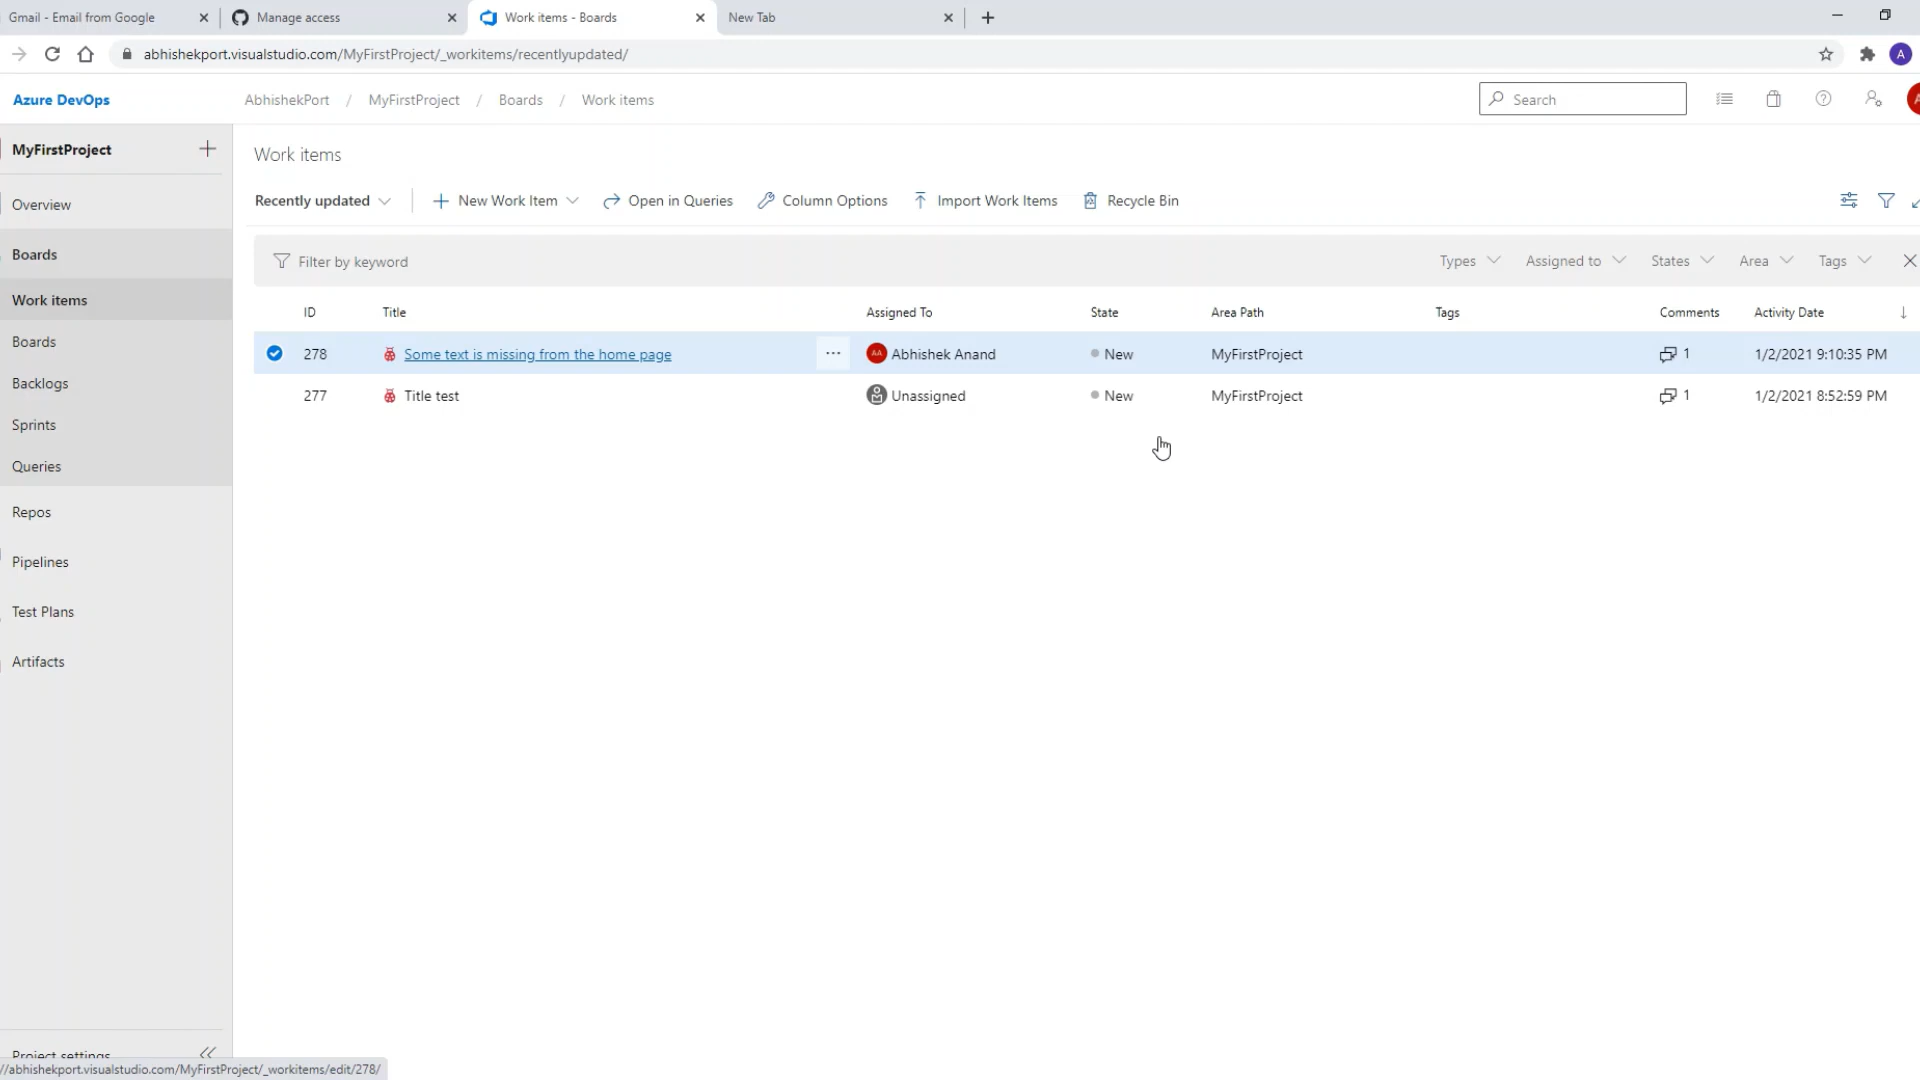 Gmail - Email from Google
Manage access
Work items - Boards
New Tab
abhishekport.visualstudio.com/MyFirstProject/_workitems/recentlyupdated/
A
Azure DevOps
AbhishekPort / MyFirstProject / Boards / Work items
Search
MyFirstProject
Work items
Recently updated
New Work Item
Open in Queries
Column Options
Import Work Items
Recycle Bin
Overview
Boards
Work items
Boards
Backlogs
Sprints
Queries
Repos
Pipelines
Test Plans
Artifacts
Project settings
Filter by keyword
Types
Assigned to
States
Area
Tags
ID Title Assigned To State Area Path Tags Comments Activity Date
278 Some text is missing from the home page ... AA Abhishek Anand New MyFirstProject 1 1/2/2021 9:10:35 PM
277 Title test Unassigned New MyFirstProject 1 1/2/2021 8:52:59 PM
//abhishekport.visualstudio.com/MyFirstProject/_workitems/edit/278/